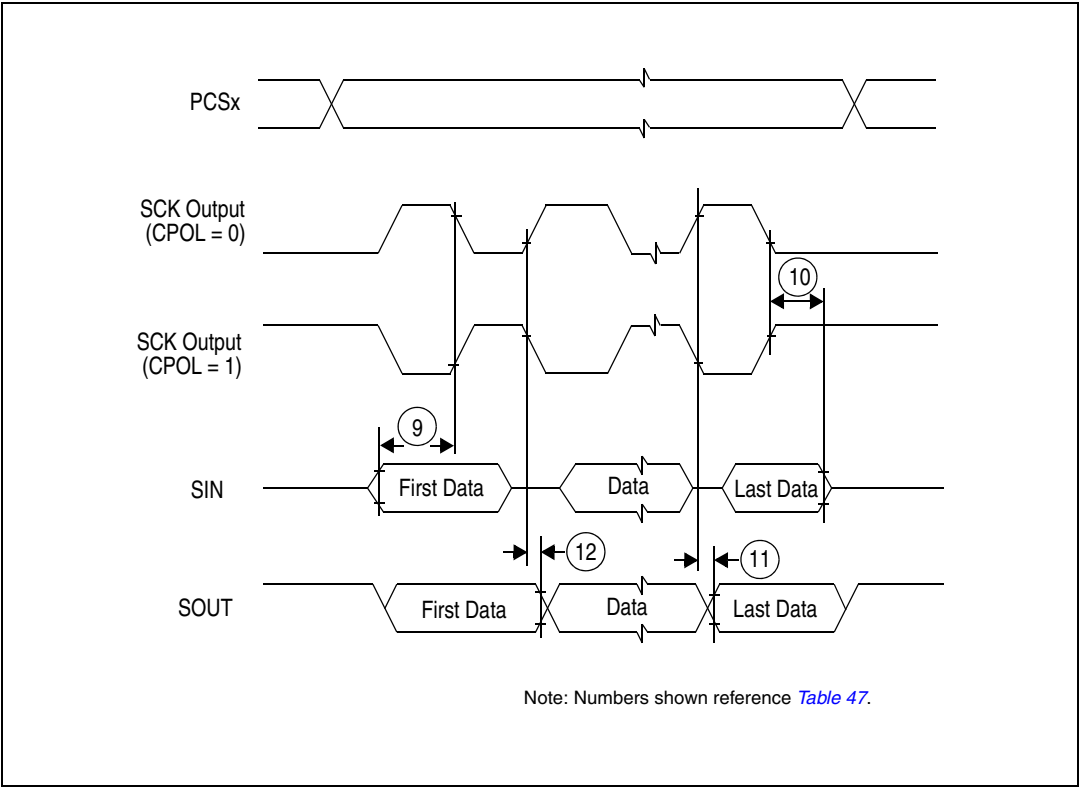 PCSx
SCK Output
(CPOL = 0)
10
SCK Output
(CPOL = 1)
9
SIN
First Data
Data
Last Data
12
11
SOUT
First Data
Data
Last Data
Note: Numbers shown reference Table 47.